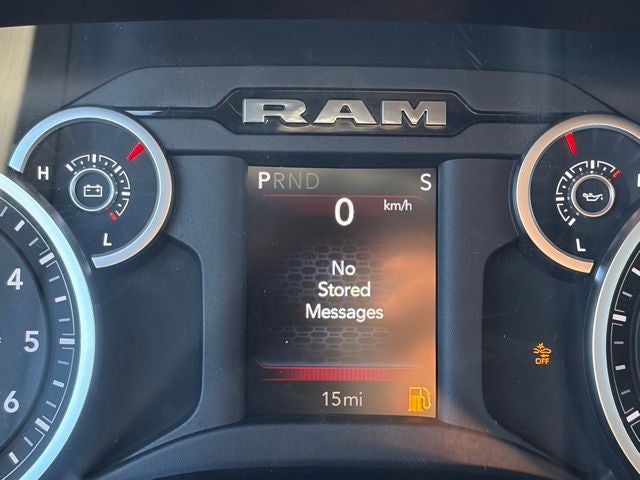 RAM
PRND S
0 km/h
H
L
4
5
6
No
Stored
Messages
L
OFF
15mi